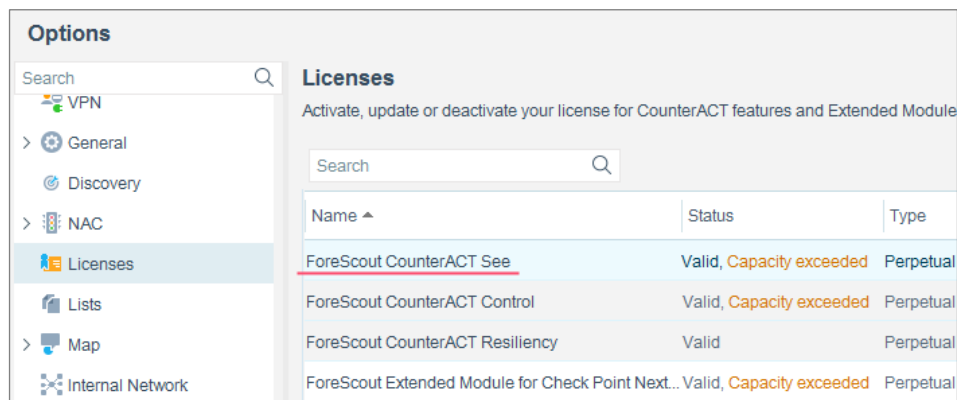 Options
Search
VPN
General
Discovery
NAC
Licenses
Lists
Map
Internal Network
Licenses
Activate, update or deactivate your license for CounterACT features and Extended Module
Search
Name Status Type
ForeScout CounterACT See Valid, Capacity exceeded Perpetual
ForeScout CounterACT Control Valid, Capacity exceeded Perpetual
ForeScout CounterACT Resiliency Valid Perpetual
ForeScout Extended Module for Check Point Next... Valid, Capacity exceeded Perpetual